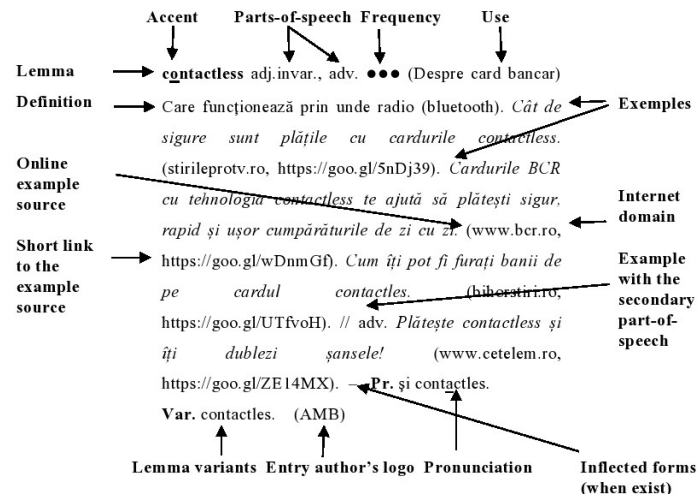 Accent Parts-of-speech Frequency Use
Lemma contactless adj.invar., adv. ●●● (Despre card bancar)
Definition Care funcționează prin unde radio (bluetooth). Cât de Exemples
sigure sunt plățile cu cardurile contactless.
(stirileprotv.ro, https://goo.gl/5nDj39). Cardurile BCR
Online
example
source
cu tehnologia contactless te ajută să plătești sigur,
rapid și ușor cumpărăturile de zi cu zi. (www.bcr.ro,
Internet
domain
Short link
to the
example
source
https://goo.gl/wDnmGf). Cum îți pot fi furați banii de
pe cardul contactles. (bihorstiri.ro,
https://goo.gl/UTfvoH). // adv. Plătește contactless și
îți dublezi șansele! (www.cetelem.ro,
https://goo.gl/ZE14MX). – Pr. și contactles.
Var. contactles. (AMB)
Example
with the
secondary
part-of-
speech
Lemma variants Entry author's logo Pronunciation Inflected forms
(when exist)